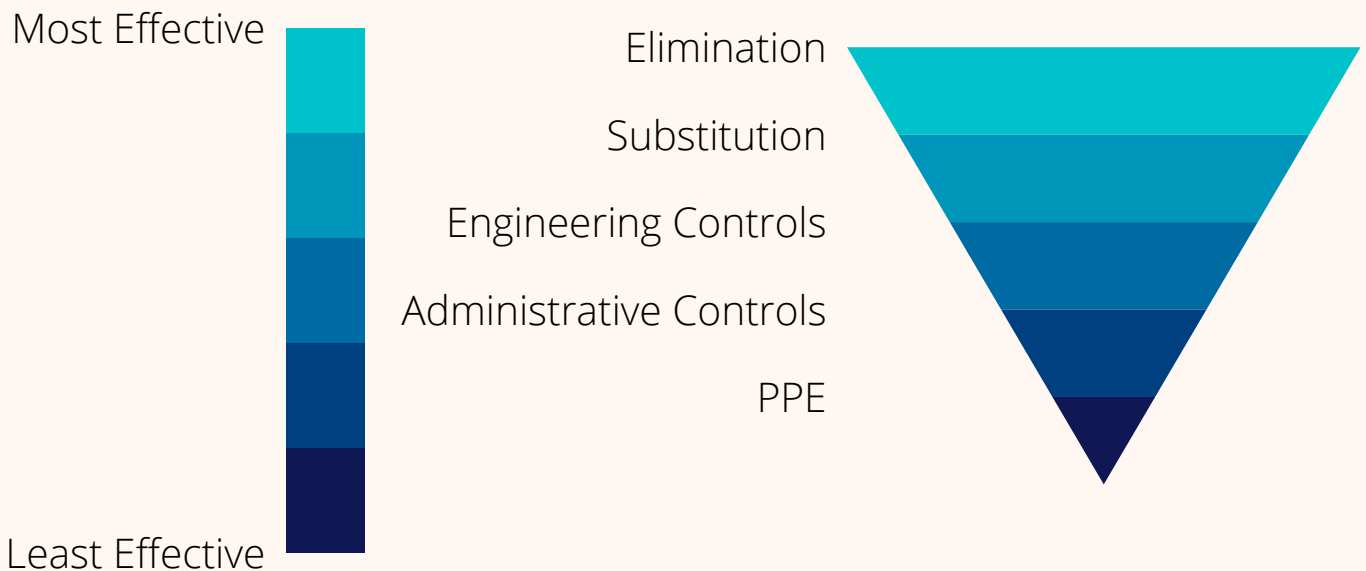 Most Effective
Elimination
Substitution
Engineering Controls
Administrative Controls
PPE
Least Effective